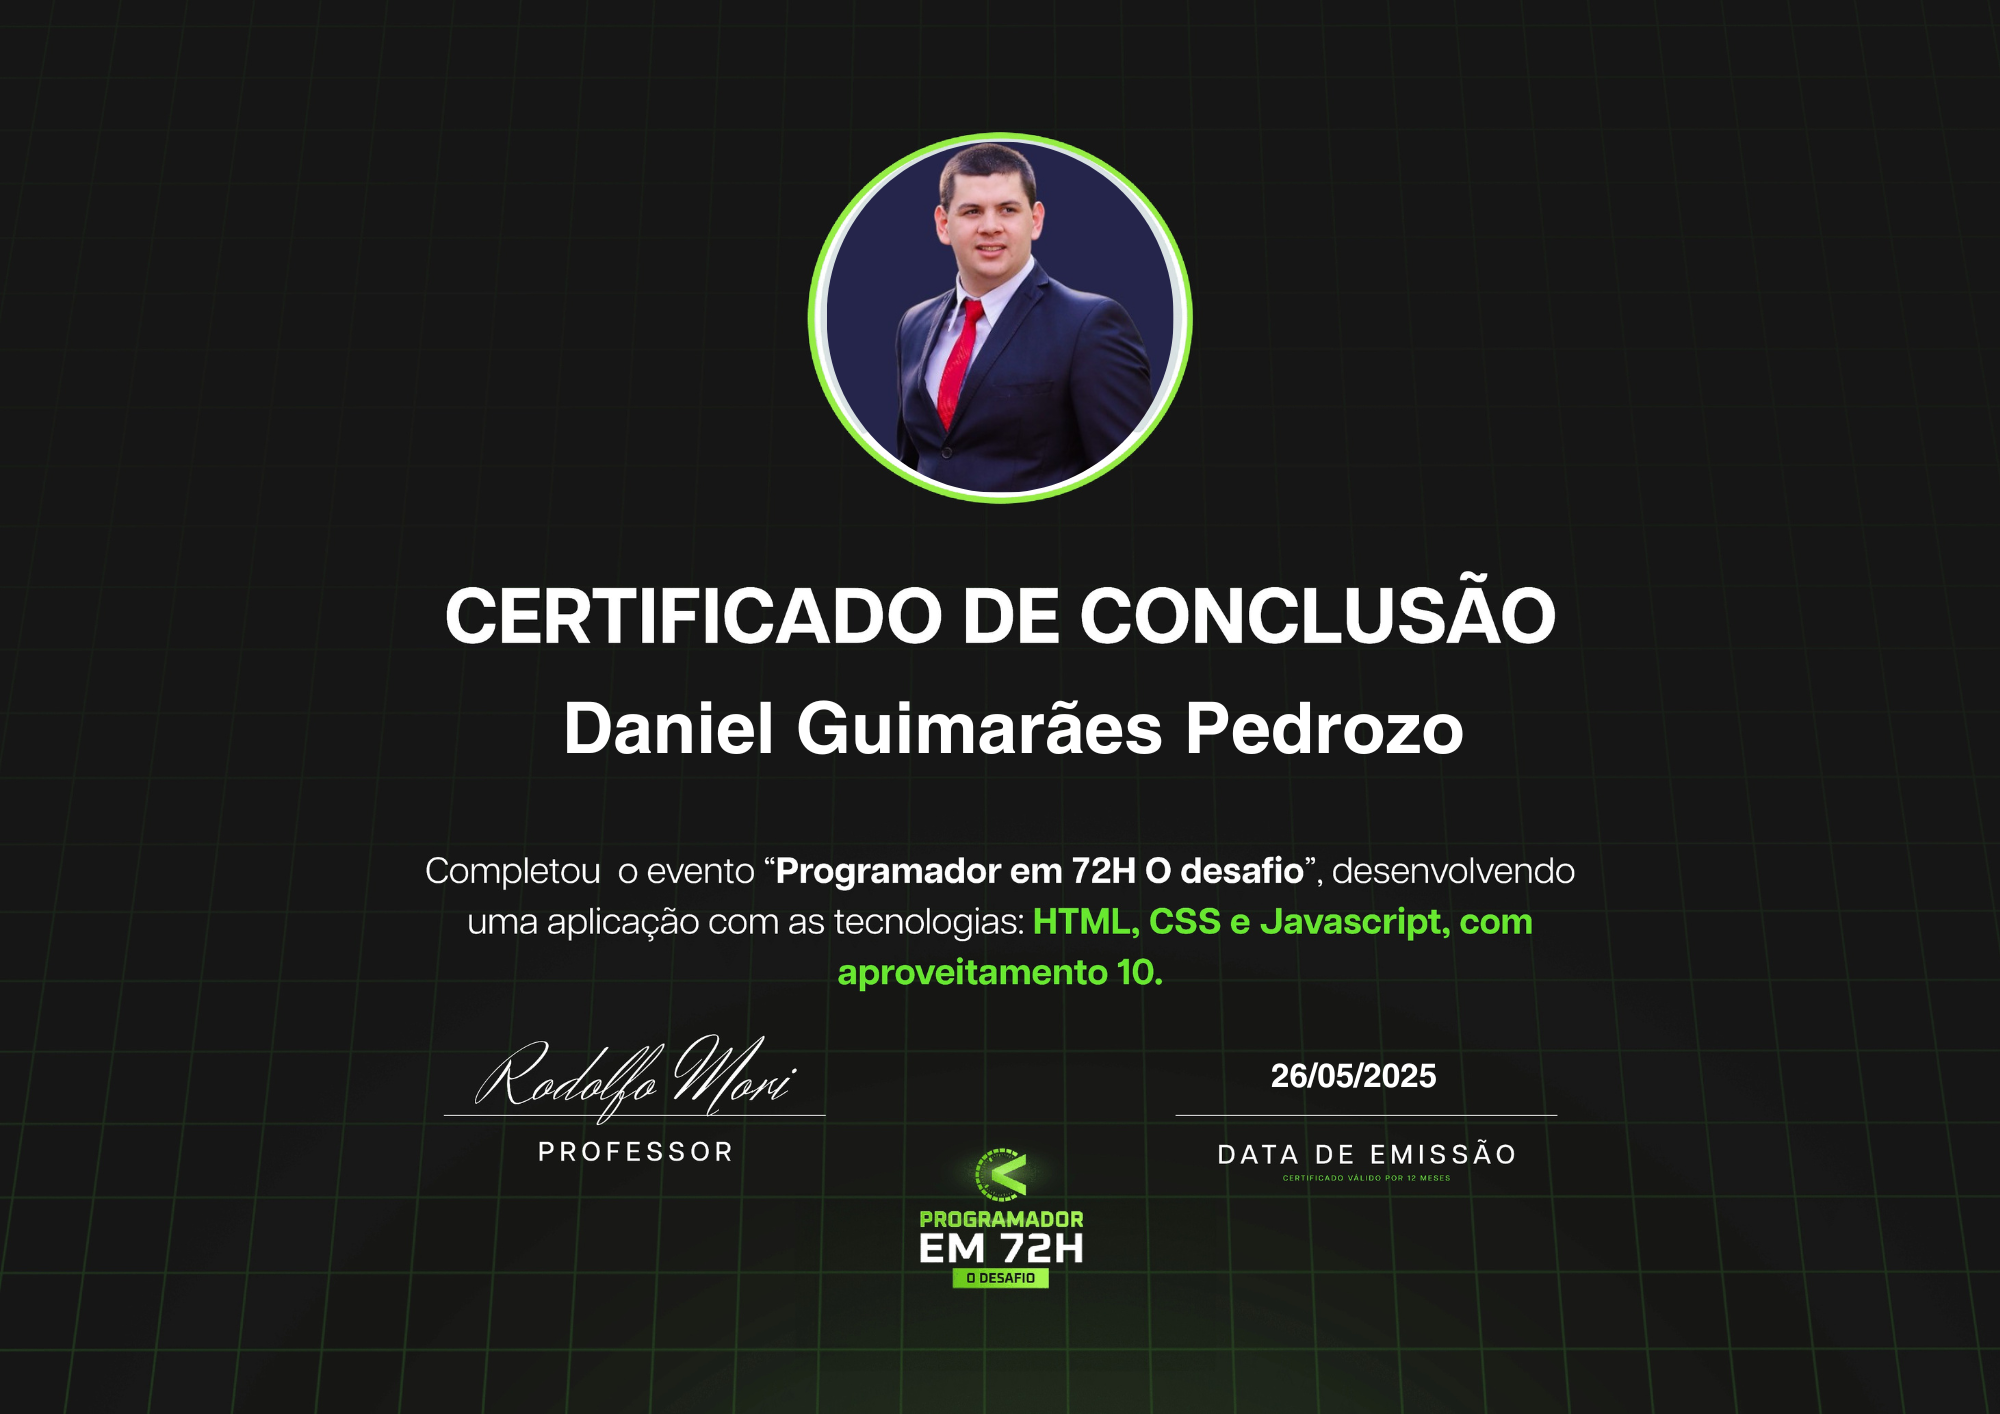 CERTIFICADO DE CONCLUSÃO
Daniel Guimarães Pedrozo
Completou o evento “Programador em 72H O desafio”, desenvolvendo
uma aplicação com as tecnologias: HTML, CSS e Javascript, com
aproveitamento 10.
Rodolfo Mori
PROFESSOR
26/05/2025
DATA DE EMISSÃO
CERTIFICADO VÁLIDO POR 12 MESES
PROGRAMADOR
EM 72H
O DESAFIO